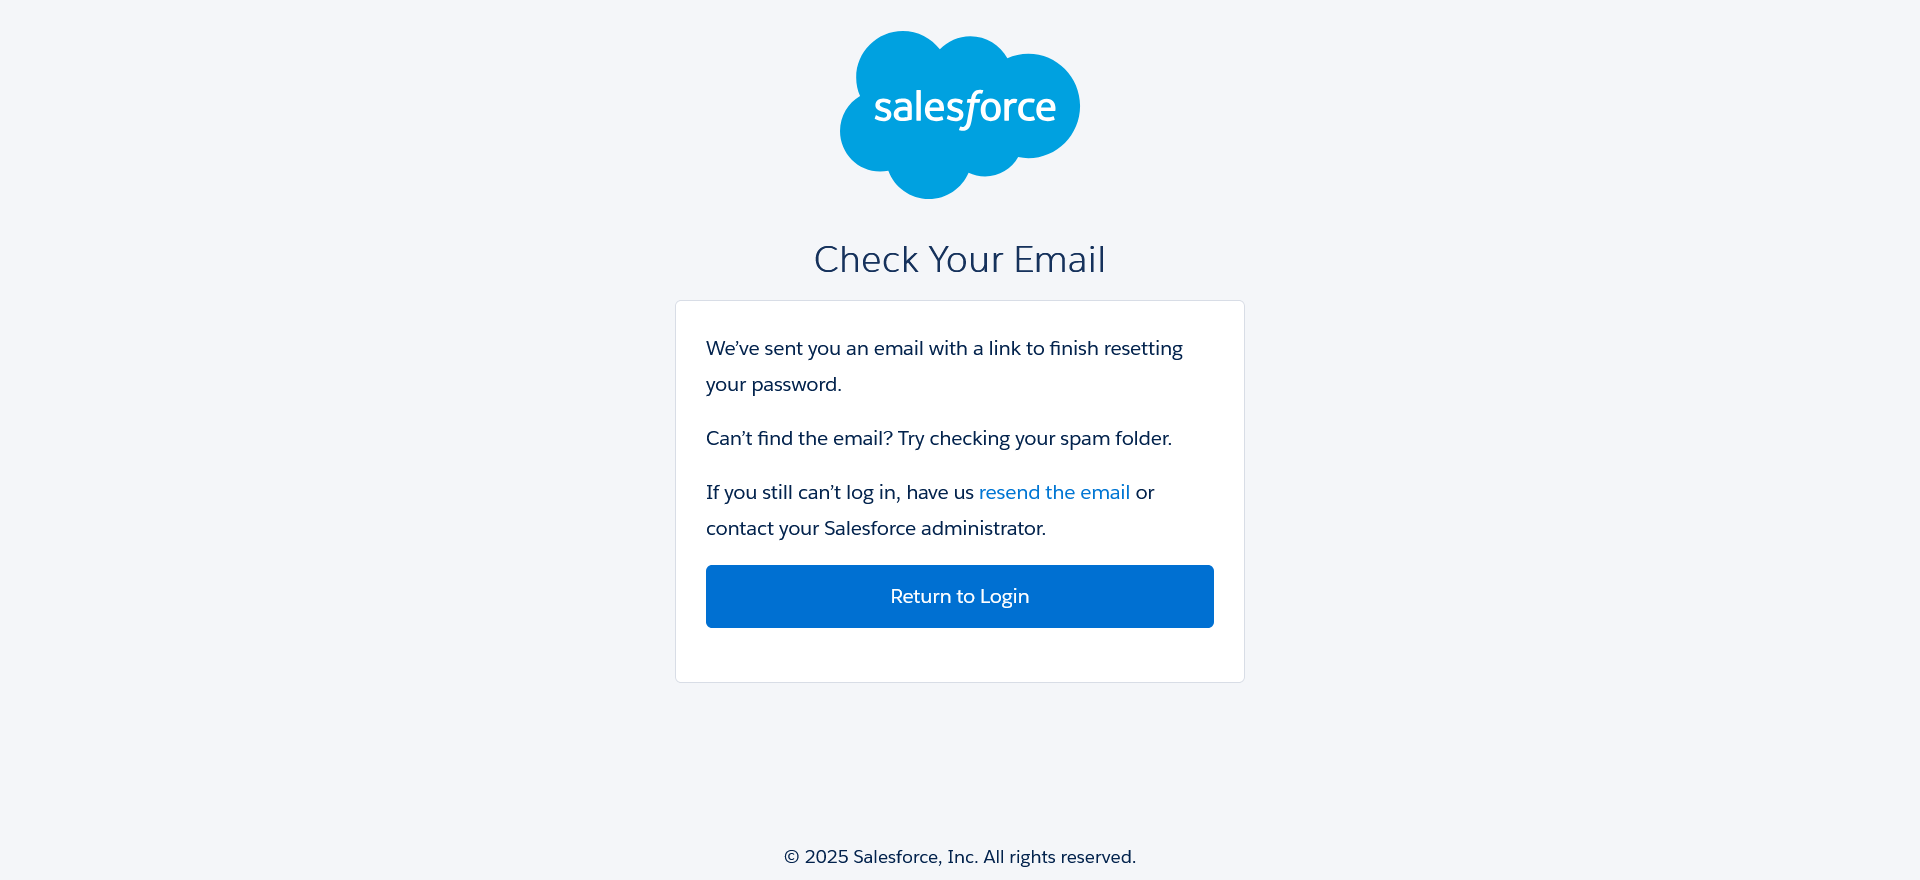 salesforce
Check Your Email
We’ve sent you an email with a link to finish resetting
your password.
Can’t find the email? Try checking your spam folder.
If you still can’t log in, have us resend the email or
contact your Salesforce administrator.
Return to Login
© 2025 Salesforce, Inc. All rights reserved.